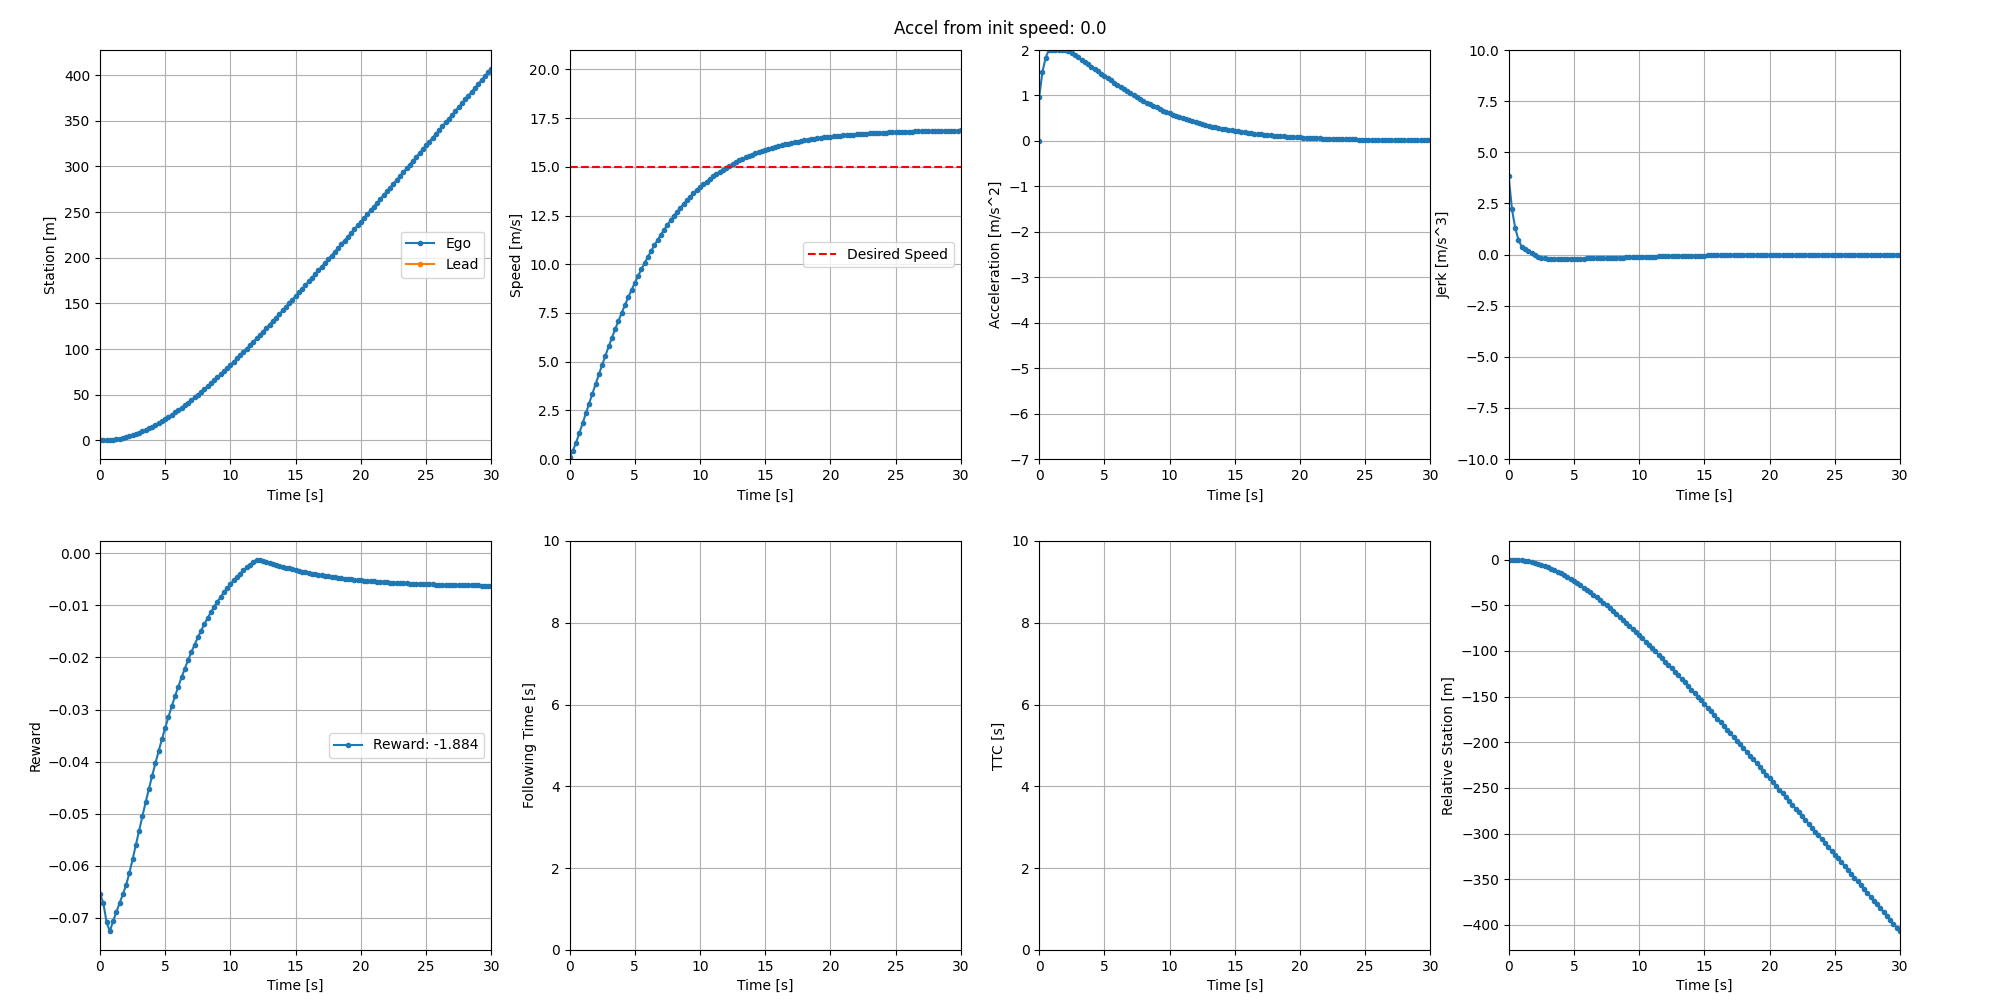 Accel from init speed: 0.0
Station [m]
400
350
300
250
200
150
100
50
0
Ego
Lead
0 5 10 15 20 25 30
Time [s]
Speed [m/s]
20.0
17.5
15.0
12.5
10.0
7.5
5.0
2.5
0.0
Desired Speed
0 5 10 15 20 25 30
Time [s]
Acceleration [m/s^2]
2
1
0
−1
−2
−3
−4
−5
−6
−7
0 5 10 15 20 25 30
Time [s]
Jerk [m/s^3]
10.0
7.5
5.0
2.5
0.0
−2.5
−5.0
−7.5
−10.0
0 5 10 15 20 25 30
Time [s]
Reward
0.00
−0.01
−0.02
−0.03
−0.04
−0.05
−0.06
−0.07
Reward: -1.884
0 5 10 15 20 25 30
Time [s]
Following Time [s]
10
8
6
4
2
0
0 5 10 15 20 25 30
Time [s]
TTC [s]
10
8
6
4
2
0
0 5 10 15 20 25 30
Time [s]
Relative Station [m]
0
−50
−100
−150
−200
−250
−300
−350
−400
0 5 10 15 20 25 30
Time [s]